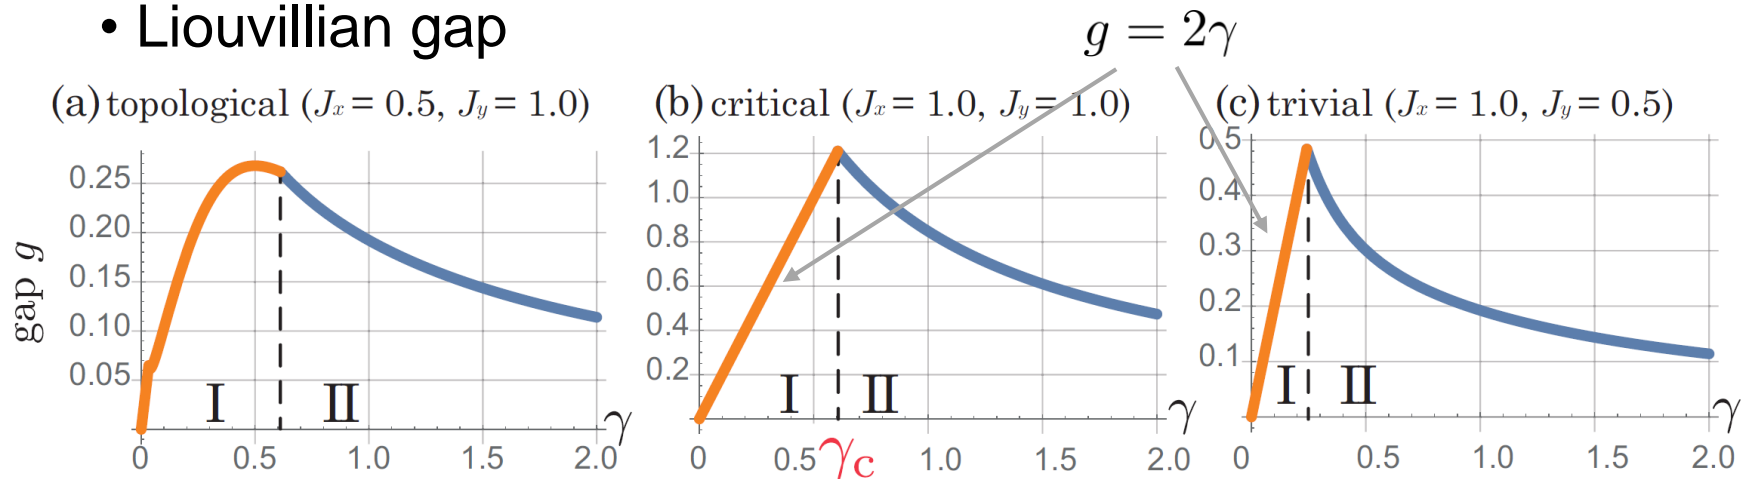 • Liouvillian gap
g = 2γ
(a) topological (Jx = 0.5, Jy = 1.0)
(b) critical (Jx = 1.0, Jy = 1.0)
(c) trivial (Jx = 1.0, Jy = 0.5)
gap g
0.25
0.20
0.15
0.10
0.05
I II
γ
0 0.5 1.0 1.5 2.0
1.2
1.0
0.8
0.6
0.4
0.2
I II
γ
0 0.5 γc 1.0 1.5 2.0
0.5
0.4
0.3
0.2
0.1
I II
γ
0 0.5 1.0 1.5 2.0